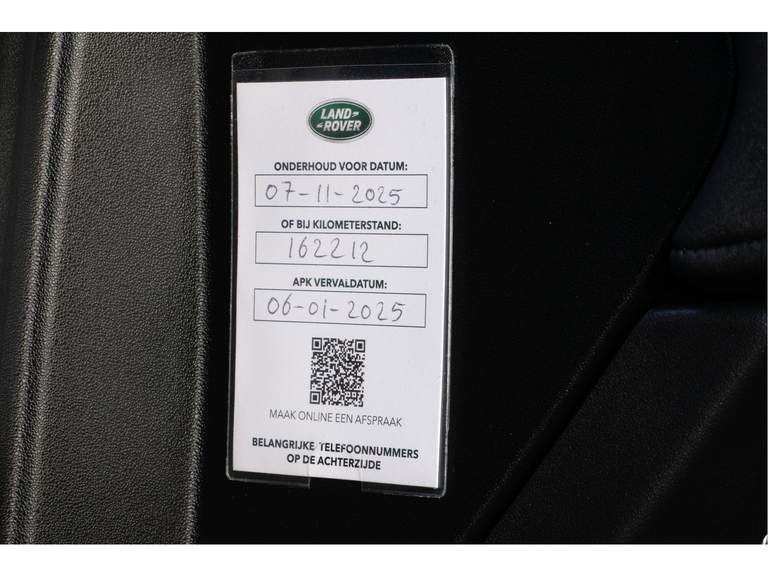 LAND
ROVER
ONDERHOUD VOOR DATUM:
07-11-2025
OF BIJ KILOMETERSTAND:
162212
APK VERVALDATUM:
06-01-2025
MAAK ONLINE EEN AFSPRAAK
BELANGRIJKE TELEFOONNUMMERS
OP DE ACHTERZIJDE